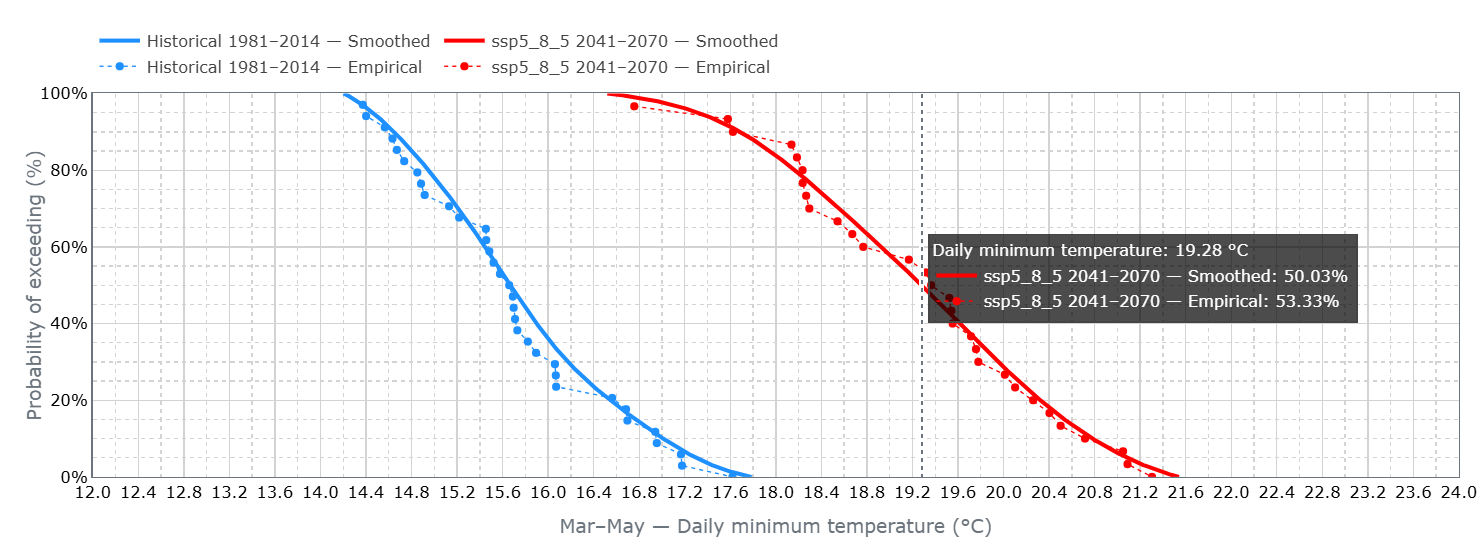 Historical 1981–2014 — Smoothed
ssp5_8_5 2041–2070 — Smoothed
Historical 1981–2014 — Empirical
ssp5_8_5 2041–2070 — Empirical
100%
80%
60%
40%
20%
0%
Probability of exceeding (%)
Daily minimum temperature: 19.28 °C
ssp5_8_5 2041–2070 — Smoothed: 50.03%
ssp5_8_5 2041–2070 — Empirical: 53.33%
12.0 12.4 12.8 13.2 13.6 14.0 14.4 14.8 15.2 15.6 16.0 16.4 16.8 17.2 17.6 18.0 18.4 18.8 19.2 19.6 20.0 20.4 20.8 21.2 21.6 22.0 22.4 22.8 23.2 23.6 24.0
Mar–May — Daily minimum temperature (°C)